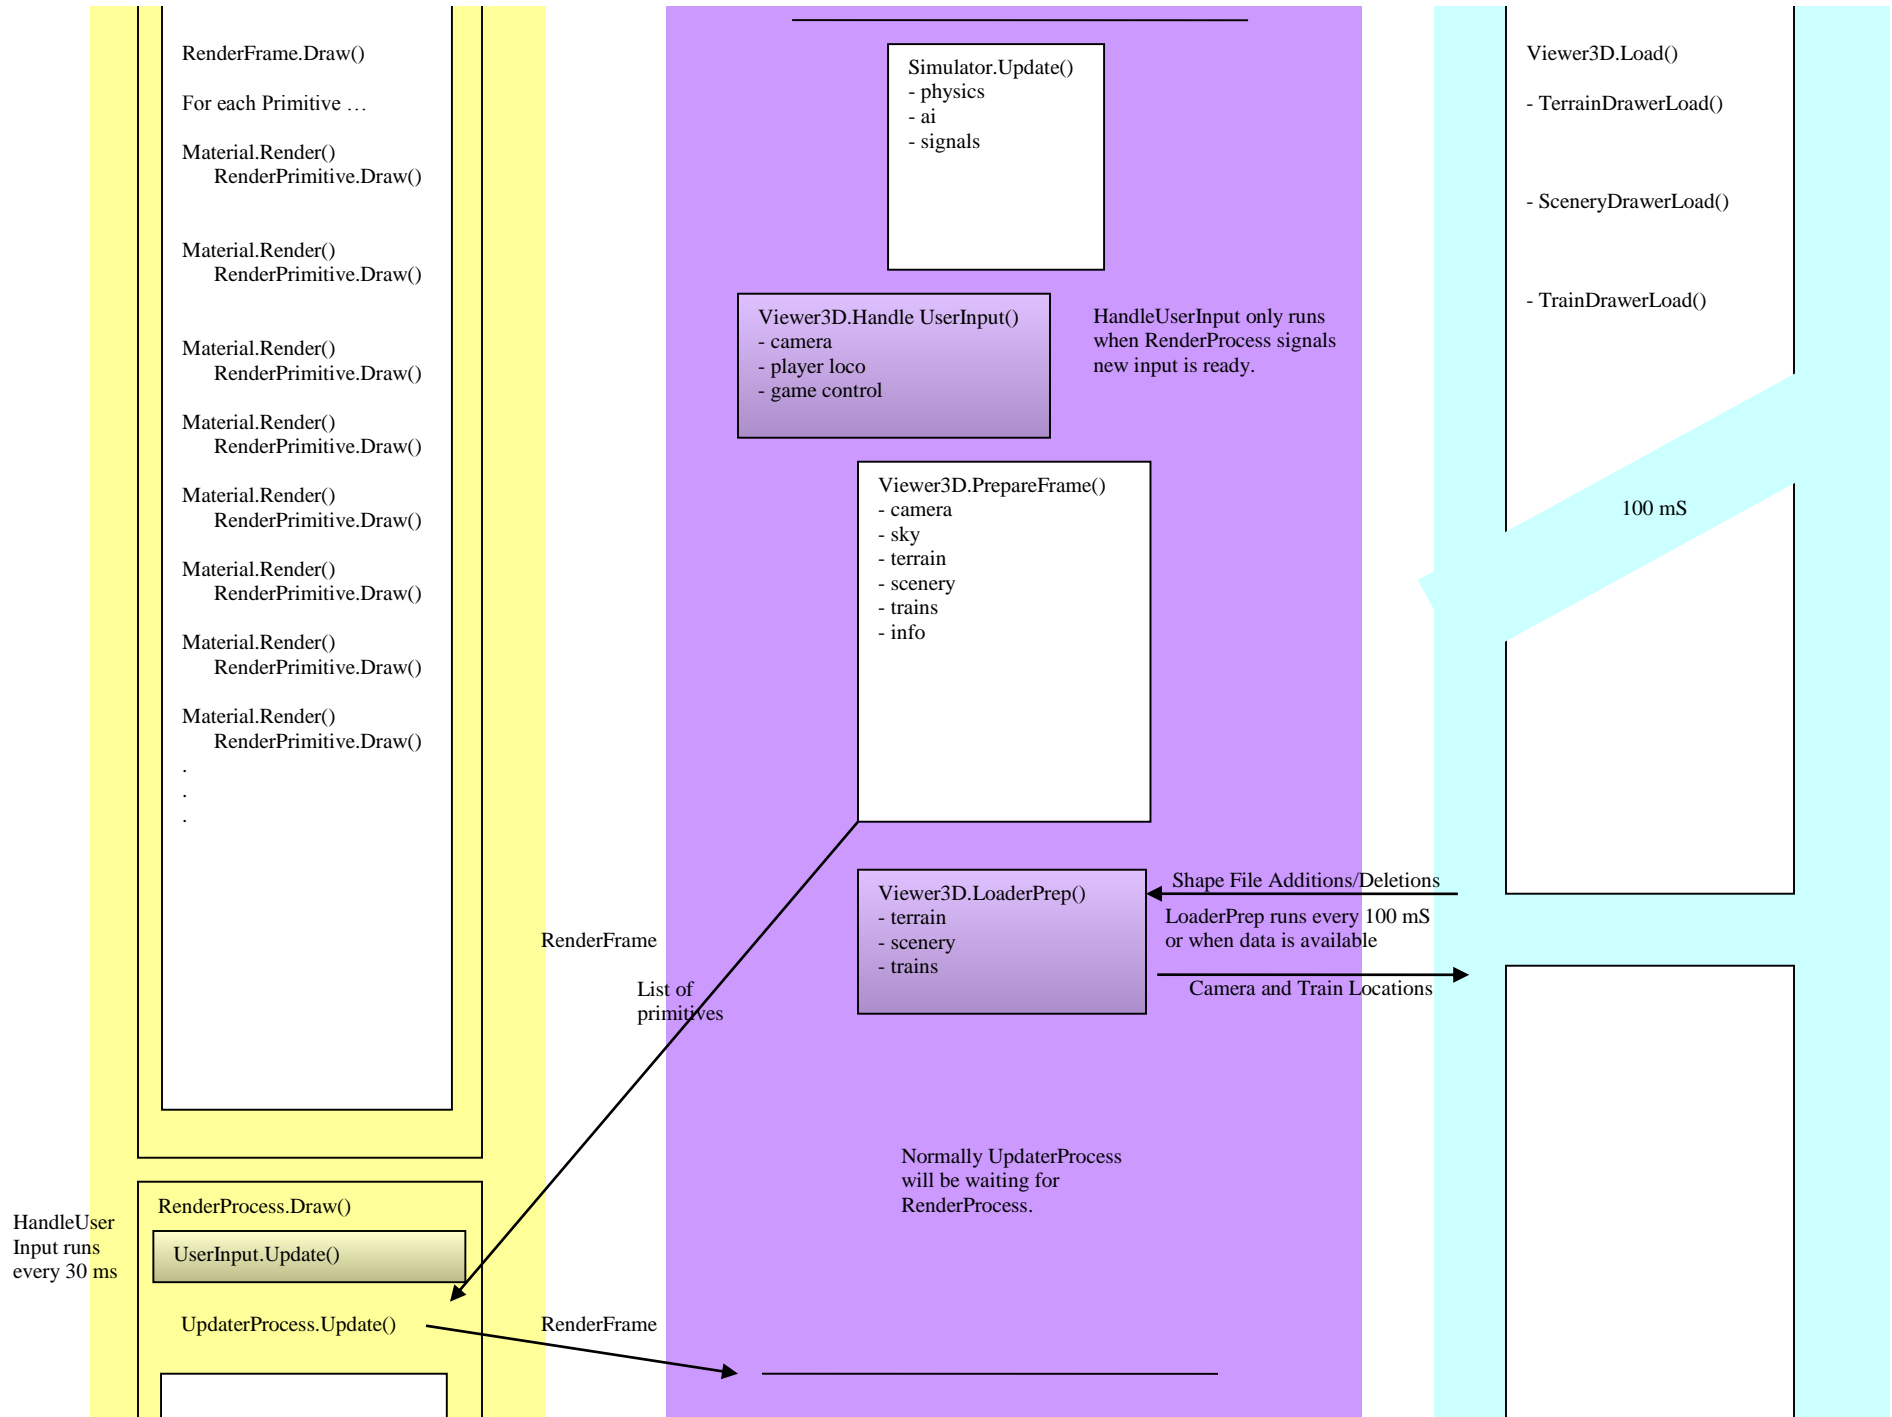 RenderFrame.Draw()
For each Primitive …
Material.Render()
RenderPrimitive.Draw()
Material.Render()
RenderPrimitive.Draw()
Material.Render()
RenderPrimitive.Draw()
Material.Render()
RenderPrimitive.Draw()
Material.Render()
RenderPrimitive.Draw()
Material.Render()
RenderPrimitive.Draw()
Material.Render()
RenderPrimitive.Draw()
Material.Render()
RenderPrimitive.Draw()
.
.
.
HandleUser
Input runs
every 30 ms
RenderProcess.Draw()
UserInput.Update()
UpdaterProcess.Update()
RenderFrame
List of
primitives
RenderFrame
Simulator.Update()
- physics
- ai
- signals
Viewer3D.Handle UserInput()
- camera
- player loco
- game control
HandleUserInput only runs
when RenderProcess signals
new input is ready.
Viewer3D.PrepareFrame()
- camera
- sky
- terrain
- scenery
- trains
- info
Viewer3D.LoaderPrep()
- terrain
- scenery
- trains
Shape File Additions/Deletions
LoaderPrep runs every 100 mS
or when data is available
Camera and Train Locations
Normally UpdaterProcess
will be waiting for
RenderProcess.
Viewer3D.Load()
- TerrainDrawerLoad()
- SceneryDrawerLoad()
- TrainDrawerLoad()
100 mS